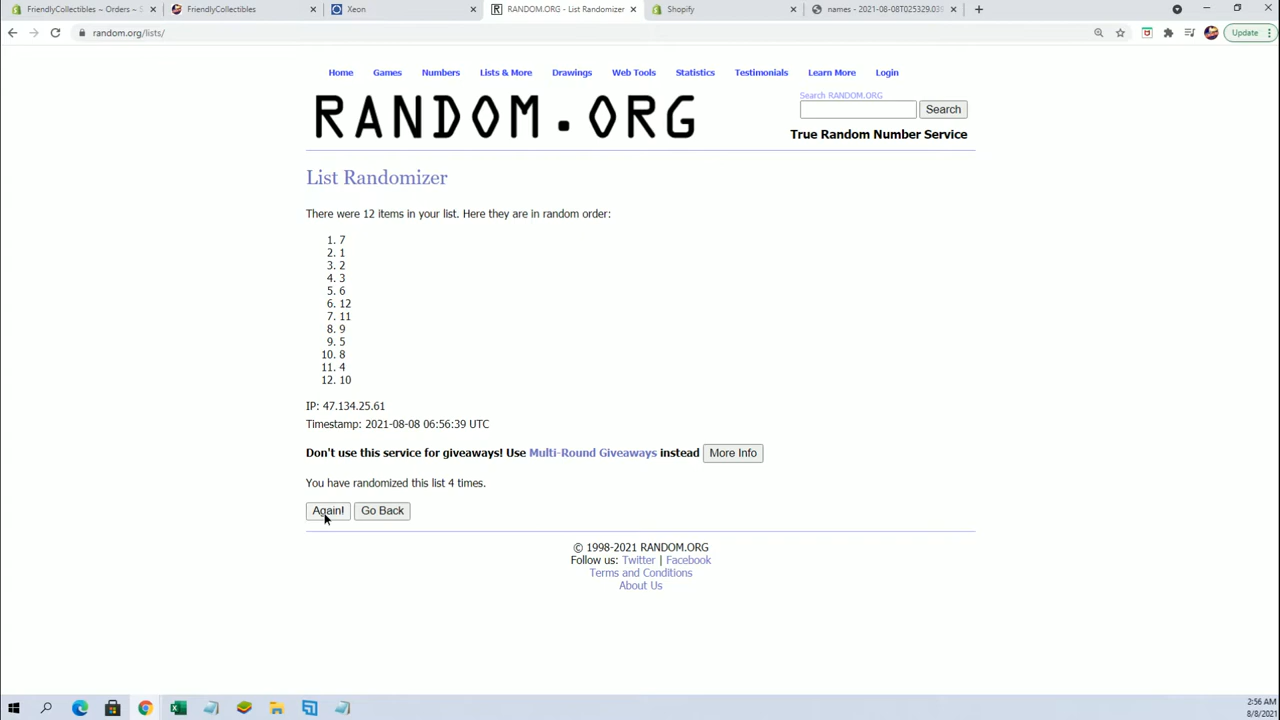 FriendlyCollectibles ~ Orders ~ S
FriendlyCollectibles
Xeon
RANDOM.ORG - List Randomizer
Shopify
names - 2021-08-08T025329.039
random.org/lists/
Update
Home Games Numbers Lists & More Drawings Web Tools Statistics Testimonials Learn More Login
RANDOM.ORG
Search RANDOM.ORG
Search
True Random Number Service
List Randomizer
There were 12 items in your list. Here they are in random order:
1. 7
2. 1
3. 2
4. 3
5. 6
6. 12
7. 11
8. 9
9. 5
10. 8
11. 4
12. 10
IP: 47.134.25.61
Timestamp: 2021-08-08 06:56:39 UTC
Don't use this service for giveaways! Use Multi-Round Giveaways instead More Info
You have randomized this list 4 times.
Again! Go Back
© 1998-2021 RANDOM.ORG
Follow us: Twitter | Facebook
Terms and Conditions
About Us
2:56 AM
8/8/2021